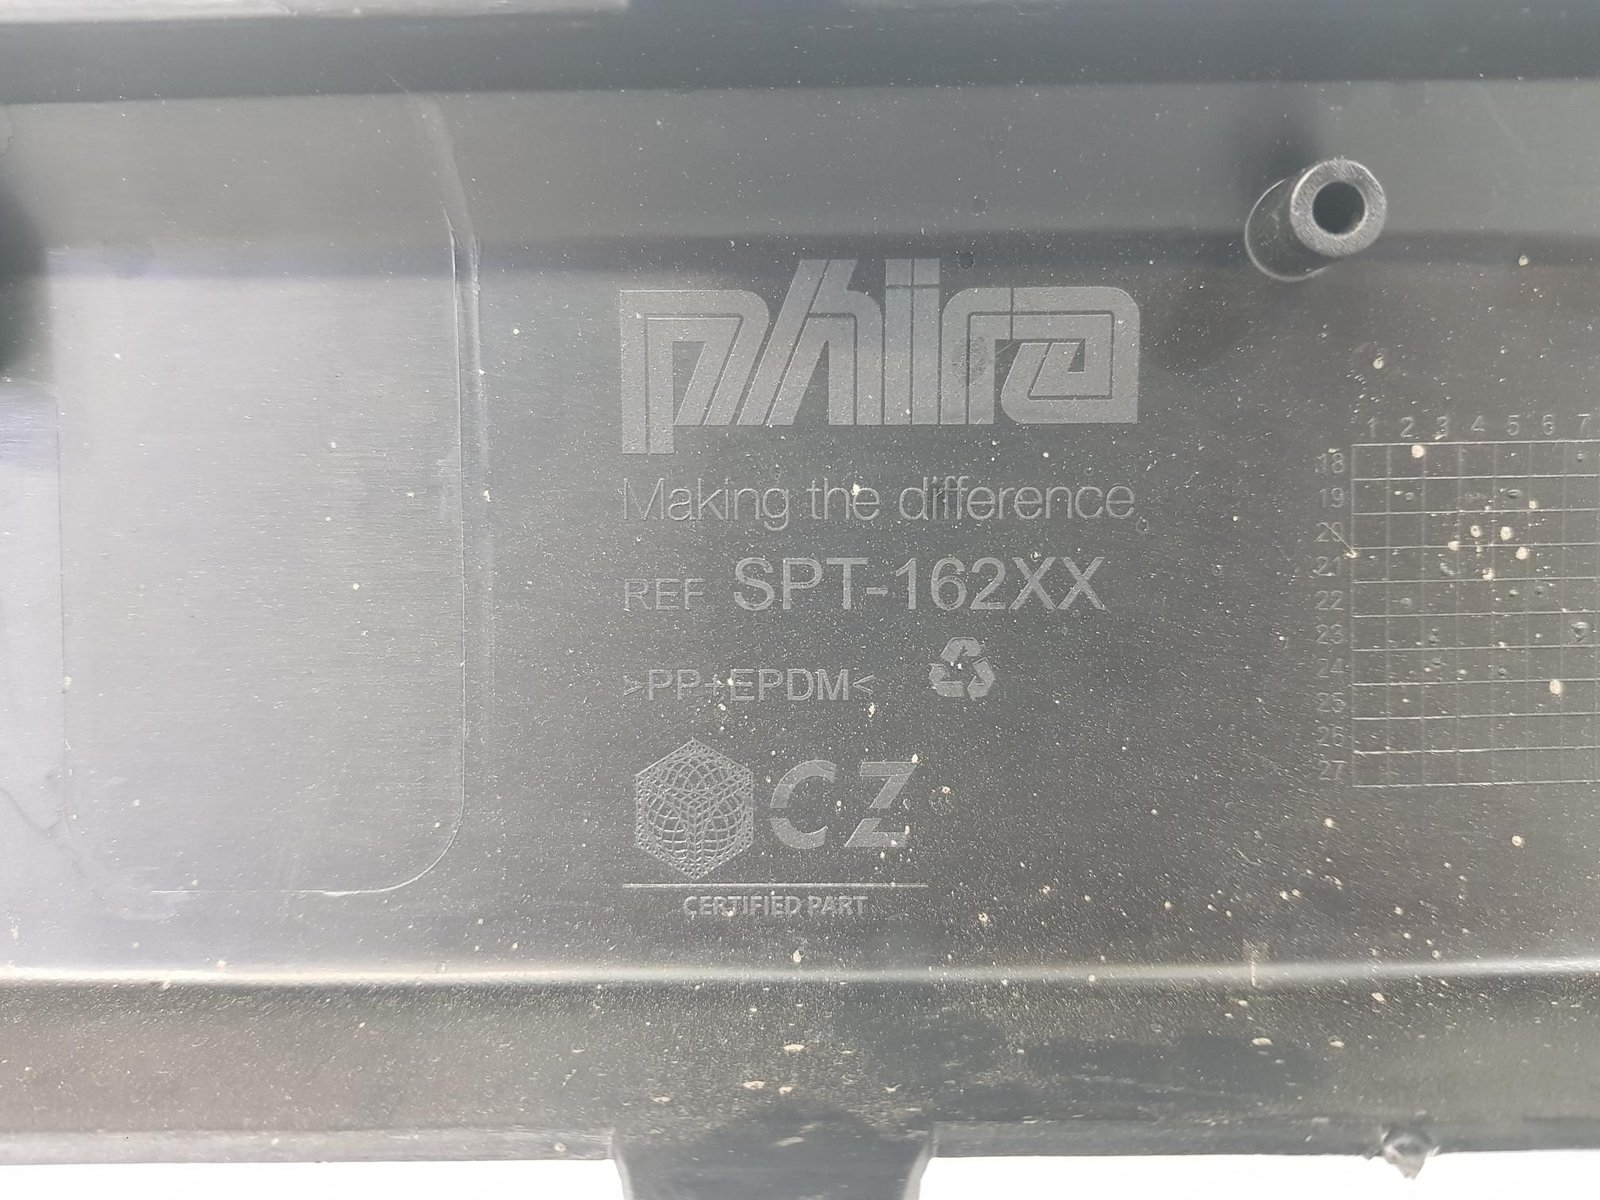 phira
Making the difference
REF SPT-162XX
>PP+EPDM<
CZ
CERTIFIED PART
1 2 3 4 5 6 7
18
19
20
21
22
23
24
25
26
27